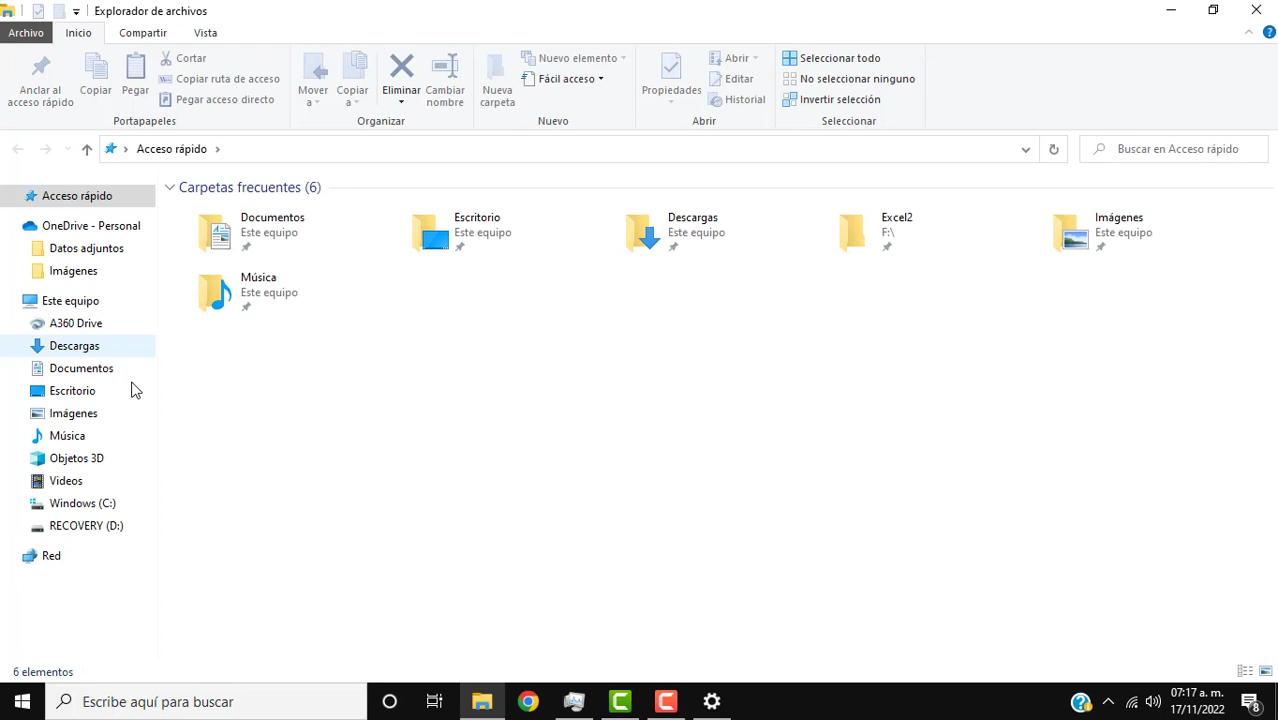 Explorador de archivos
Archivo
Inicio
Compartir
Vista
Anclar al
acceso rápido
Copiar
Pegar
Cortar
Copiar ruta de acceso
Pegar acceso directo
Portapapeles
Mover
a
Copiar
a
Eliminar
Cambiar
nombre
Organizar
Nueva
carpeta
Nuevo elemento
Fácil acceso
Nuevo
Propiedades
Abrir
Editar
Historial
Abrir
Seleccionar todo
No seleccionar ninguno
Invertir selección
Seleccionar
Acceso rápido
Buscar en Acceso rápido
Acceso rápido
OneDrive - Personal
Datos adjuntos
Imágenes
Este equipo
A360 Drive
Descargas
Documentos
Escritorio
Imágenes
Música
Objetos 3D
Videos
Windows (C:)
RECOVERY (D:)
Red
Carpetas frecuentes (6)
Documentos
Este equipo
Escritorio
Este equipo
Descargas
Este equipo
Excel2
F:\
Imágenes
Este equipo
Música
Este equipo
6 elementos
Escribe aquí para buscar
07:17 a. m.
17/11/2022
8